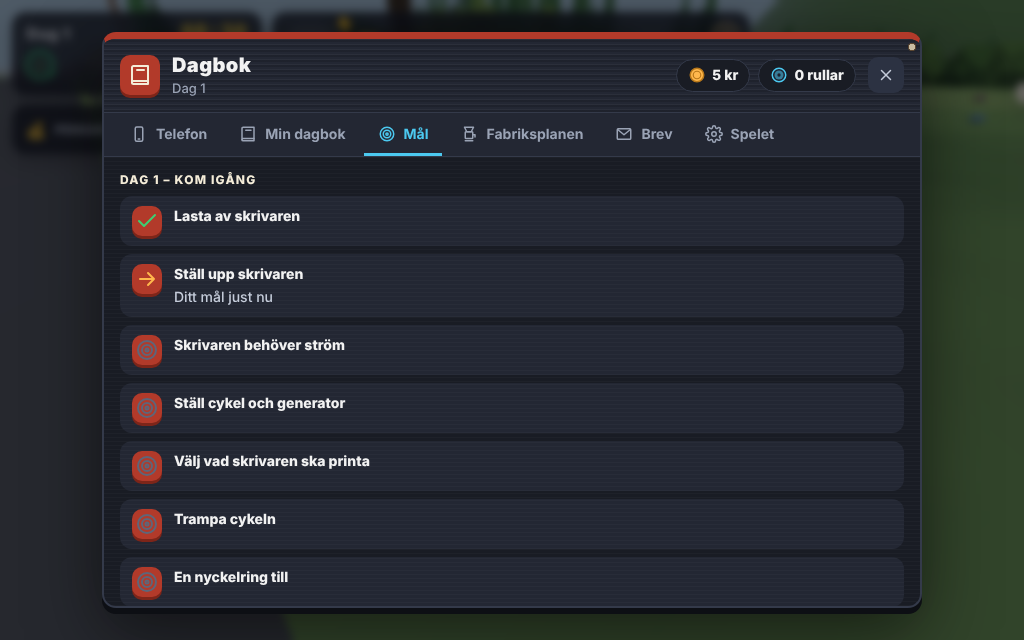 Dagbok
Dag 1
5 kr
0 rullar
Telefon
Min dagbok
Mål
Fabriksplanen
Brev
Spelet
DAG 1 – KOM IGÅNG
Lasta av skrivaren
Ställ upp skrivaren
Ditt mål just nu
Skrivaren behöver ström
Ställ cykel och generator
Välj vad skrivaren ska printa
Trampa cykeln
En nyckelring till